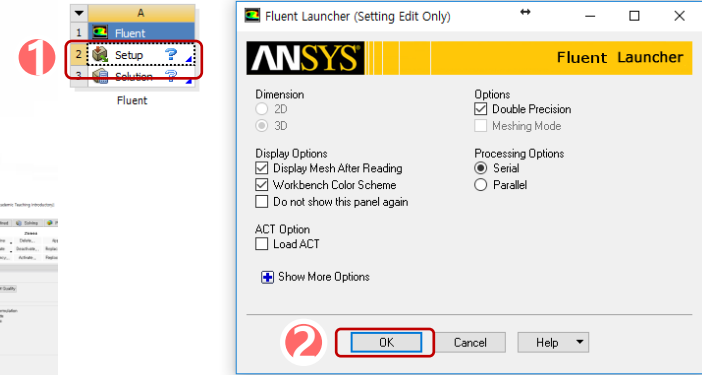 A
1 Fluent
2 Setup ?
3 Solution ?
Fluent
1
Fluent Launcher (Setting Edit Only)
ANSYS
Fluent Launcher
Dimension
2D
3D
Options
Double Precision
Meshing Mode
Display Options
Display Mesh After Reading
Workbench Color Scheme
Do not show this panel again
Processing Options
Serial
Parallel
ACT Option
Load ACT
Show More Options
2
OK
Cancel
Help